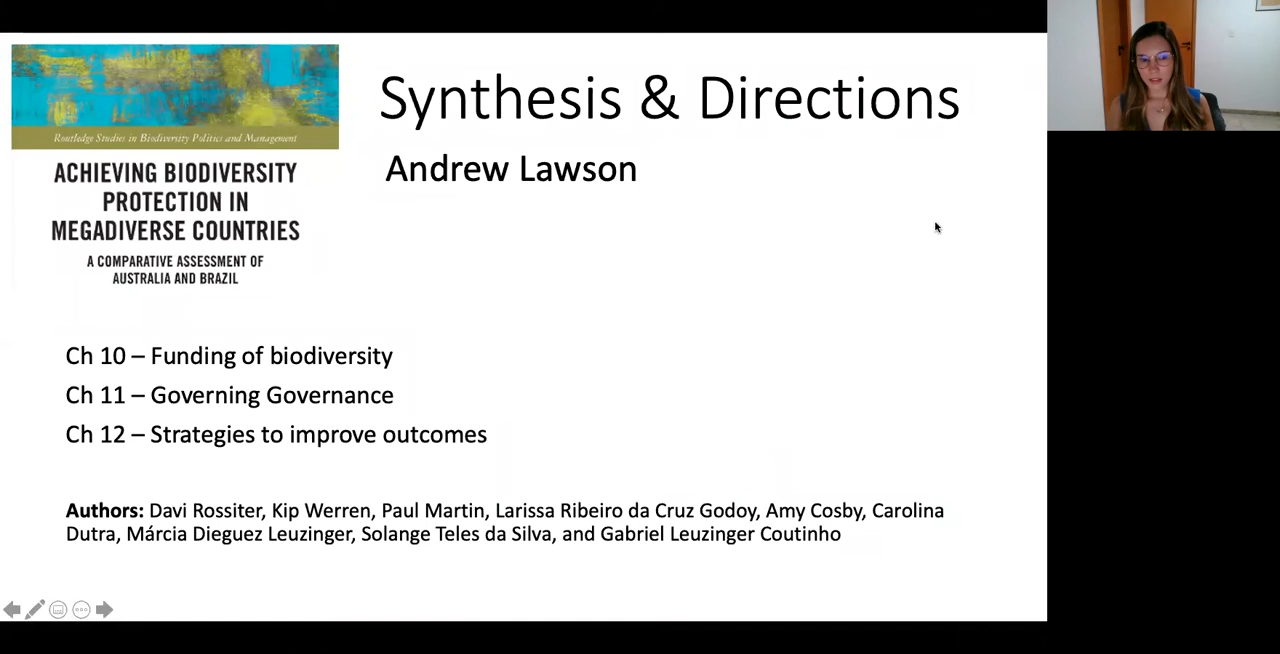 Synthesis & Directions
Andrew Lawson
Routledge Studies in Biodiversity Politics and Management
ACHIEVING BIODIVERSITY
PROTECTION IN
MEGADIVERSE COUNTRIES
A COMPARATIVE ASSESSMENT OF
AUSTRALIA AND BRAZIL
Ch 10 – Funding of biodiversity
Ch 11 – Governing Governance
Ch 12 – Strategies to improve outcomes
Authors: Davi Rossiter, Kip Werren, Paul Martin, Larissa Ribeiro da Cruz Godoy, Amy Cosby, Carolina
Dutra, Márcia Dieguez Leuzinger, Solange Teles da Silva, and Gabriel Leuzinger Coutinho